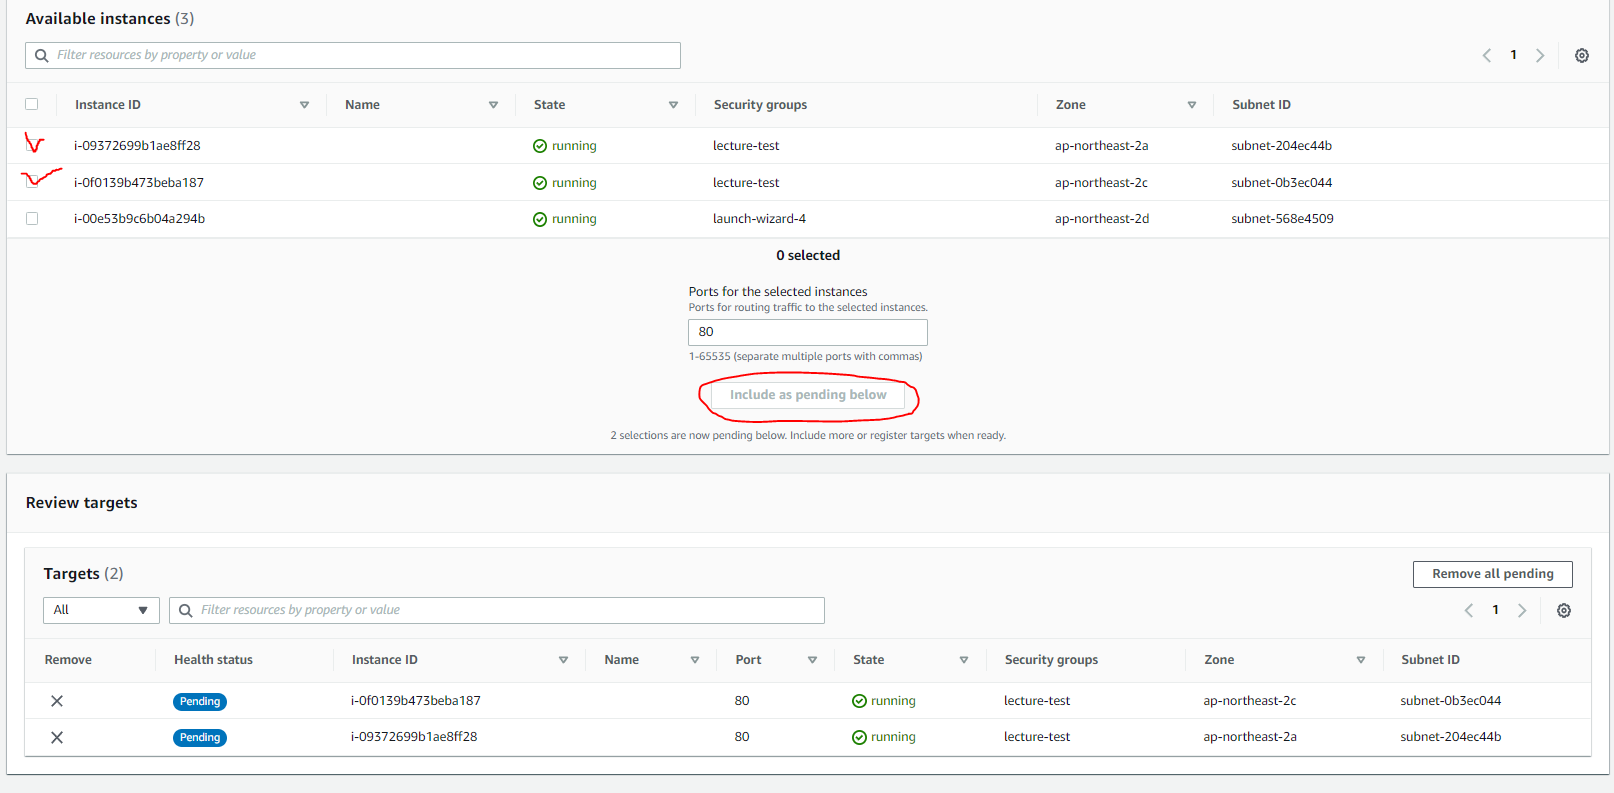 Available instances (3)
Filter resources by property or value
1
Instance ID Name State Security groups Zone Subnet ID
i-09372699b1ae8ff28 running lecture-test ap-northeast-2a subnet-204ec44b
i-0f0139b473beba187 running lecture-test ap-northeast-2c subnet-0b3ec044
i-00e53b9c6b04a294b running launch-wizard-4 ap-northeast-2d subnet-568e4509
0 selected
Ports for the selected instances
Ports for routing traffic to the selected instances.
80
1-65535 (separate multiple ports with commas)
Include as pending below
2 selections are now pending below. Include more or register targets when ready.
Review targets
Targets (2)
Remove all pending
All Filter resources by property or value 1
Remove Health status Instance ID Name Port State Security groups Zone Subnet ID
Pending i-0f0139b473beba187 80 running lecture-test ap-northeast-2c subnet-0b3ec044
Pending i-09372699b1ae8ff28 80 running lecture-test ap-northeast-2a subnet-204ec44b